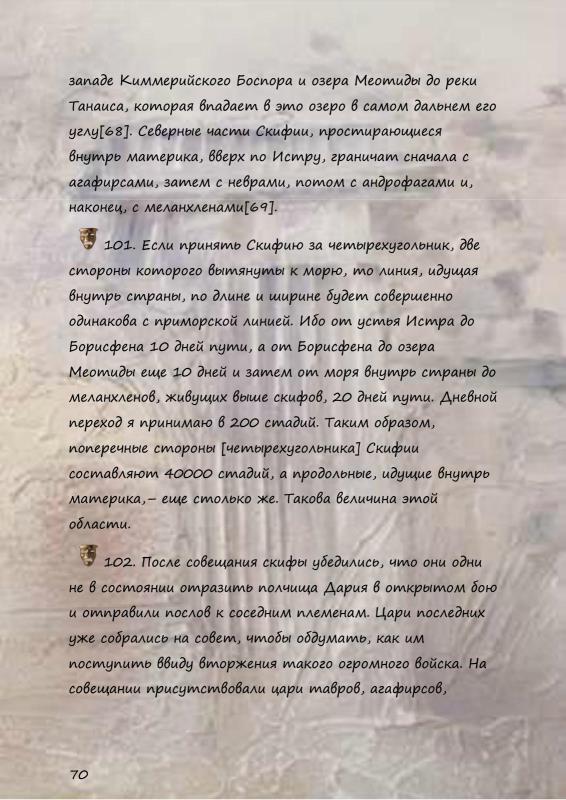 западе Киммерийского Боспора и озера Меотиды до реки
Танаиса, которая впадает в это озеро в самом дальнем его
углу[68]. Северные части Скифии, простирающиеся
внутрь материка, вверх по Истру, граничат сначала с
агафирсами, затем с неврами, потом с андрофагами и,
наконец, с меланхленами[69].
101. Если принять Скифию за четырехугольник, две
стороны которого вытянуты к морю, то линия, идущая
внутрь страны, по длине и ширине будет совершенно
одинакова с приморской линией. Ибо от устья Истра до
Борисфена 10 дней пути, а от Борисфена до озера
Меотиды еще 10 дней и затем от моря внутрь страны до
меланхленов, живущих выше скифов, 20 дней пути. Дневной
переход я принимаю в 200 стадий. Таким образом,
поперечные стороны [четырехугольника] Скифии
составляют 40000 стадий, а продольные, идущие внутрь
материка,– еще столько же. Такова величина этой
области.
102. После совещания скифы убедились, что они одни
не в состоянии отразить полчища Дария в открытом бою
и отправили послов к соседним племенам. Цари последних
уже собрались на совет, чтобы обдумать, как им
поступить ввиду вторжения такого огромного войска. На
совещании присутствовали цари тавров, агафирсов,
70